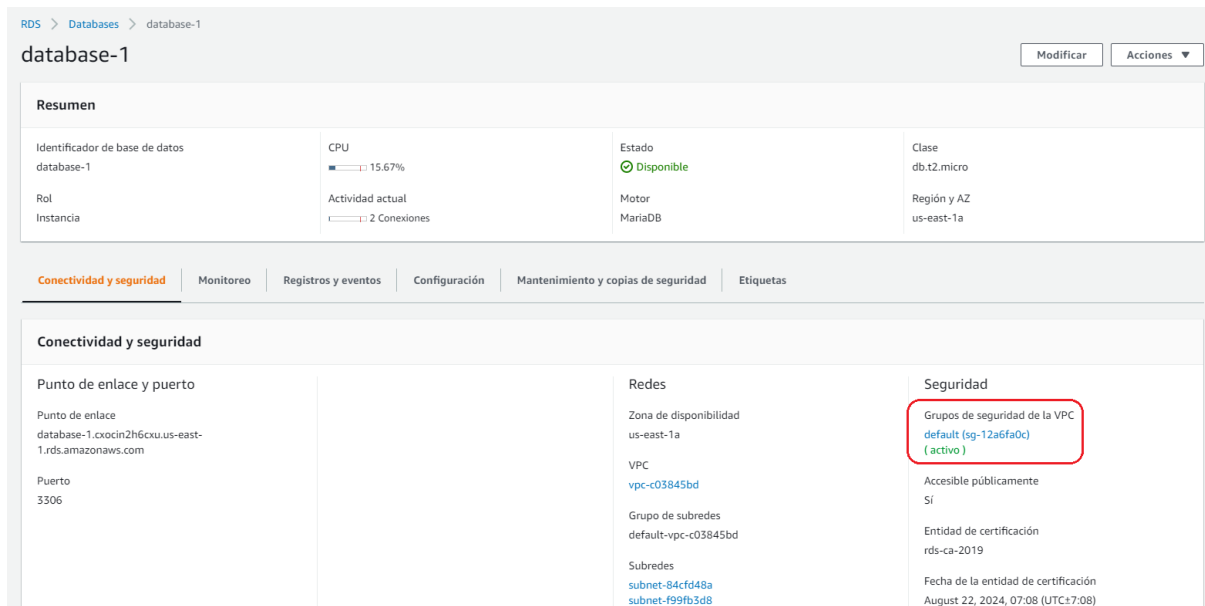 RDS > Databases > database-1
database-1
Modificar
Acciones ▼
Resumen
Identificador de base de datos
database-1
CPU
15.67%
Estado
Disponible
Clase
db.t2.micro
Rol
Instancia
Actividad actual
2 Conexiones
Motor
MariaDB
Región y AZ
us-east-1a
Conectividad y seguridad
Monitoreo
Registros y eventos
Configuración
Mantenimiento y copias de seguridad
Etiquetas
Conectividad y seguridad
Punto de enlace y puerto
Punto de enlace
database-1.cxocin2h6cxu.us-east-
1.rds.amazonaws.com
Puerto
3306
Redes
Zona de disponibilidad
us-east-1a
VPC
vpc-c03845bd
Grupo de subredes
default-vpc-c03845bd
Subredes
subnet-84cfd48a
subnet-f99fb3d8
Seguridad
Grupos de seguridad de la VPC
default (sg-12a6fa0c)
( activo )
Accesible públicamente
Sí
Entidad de certificación
rds-ca-2019
Fecha de la entidad de certificación
August 22, 2024, 07:08 (UTC±7:08)